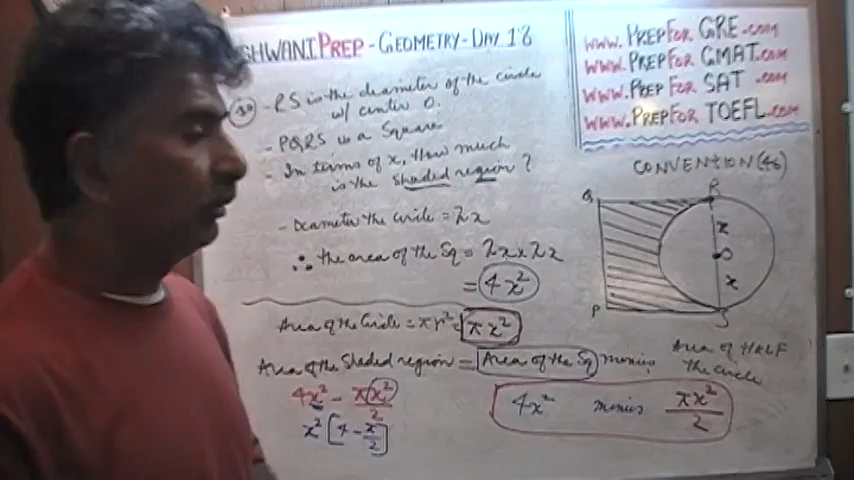 SHWANI PREP - GEOMETRY - DAY 18
www. PREPFOR GRE.com
www. PREPFOR GMAT.com
www. PREPFOR SAT .com
www. PREPFOR TOEFL.com
- RS is the diameter of the circle
w/ center O.
- PQRS is a Square
- In terms of x, How much
is the shaded region ?
- Diameter the circle = 2x
∴ the area of the Sq = 2x x 2x
= 4x²
CONVENTION (46)
Q R
x
O
x
P S
Area of the Circle = πr² = πx²
Area of the Shaded region = Area of the Sq minus Area of HALF
the circle
4x² - πx²/2
4x² minus πx²/2
x² [4 - π/2]